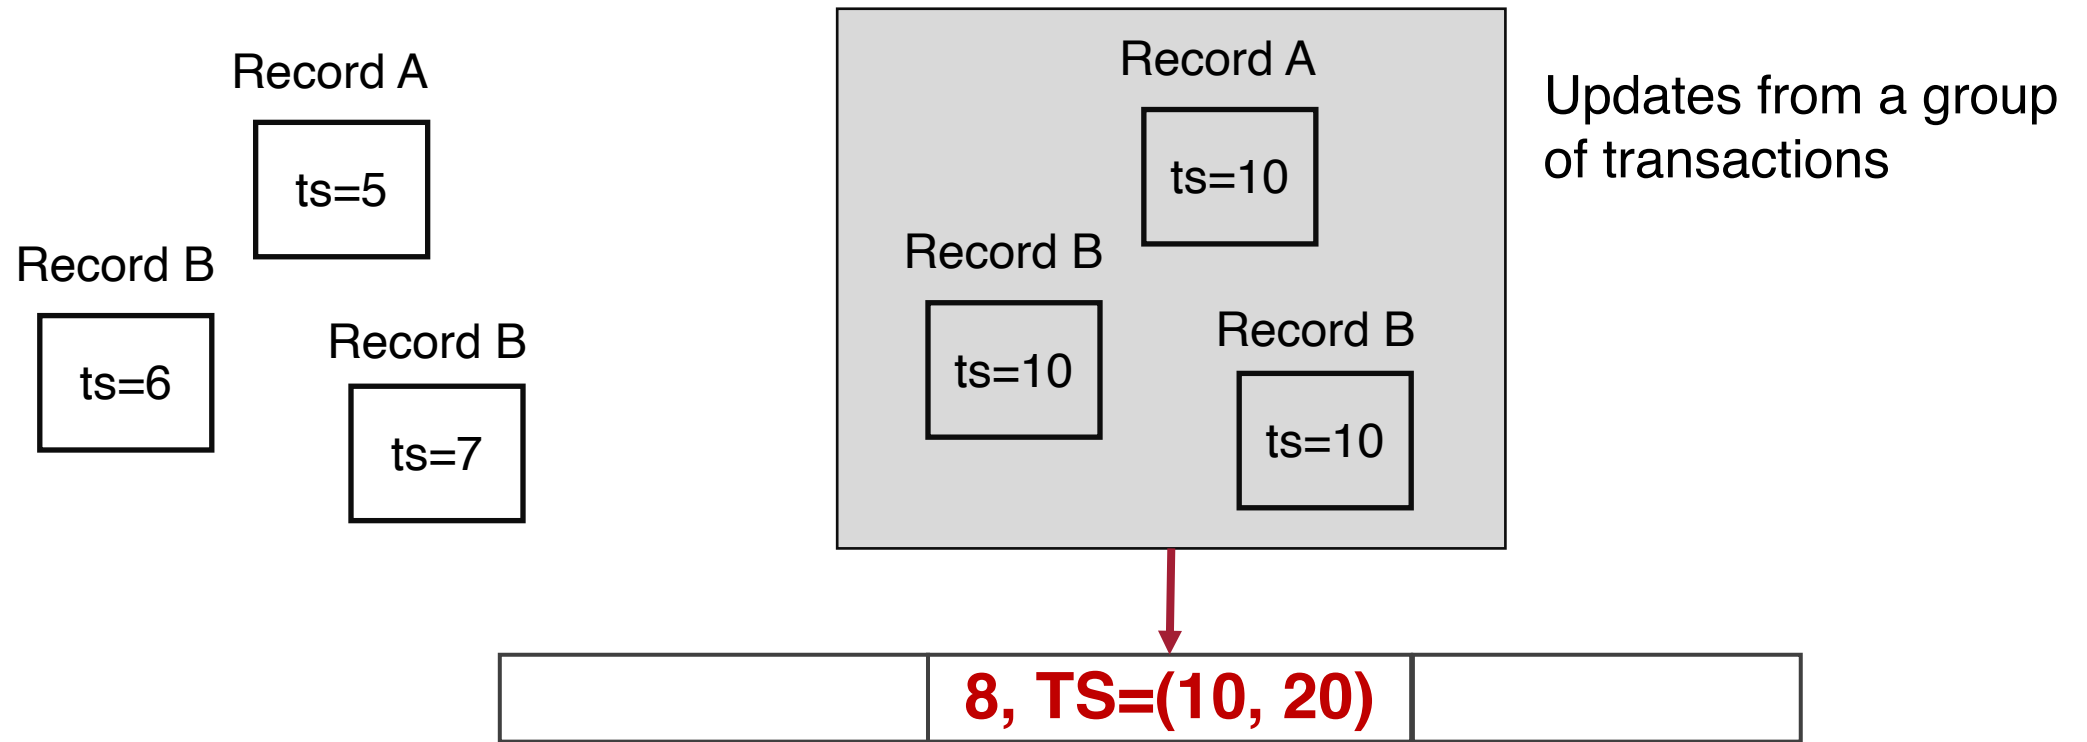 Record A
ts=5
Record B
ts=6
Record B
ts=7
Record A
ts=10
Record B
ts=10
Record B
ts=10
Updates from a group
of transactions
8, TS=(10, 20)